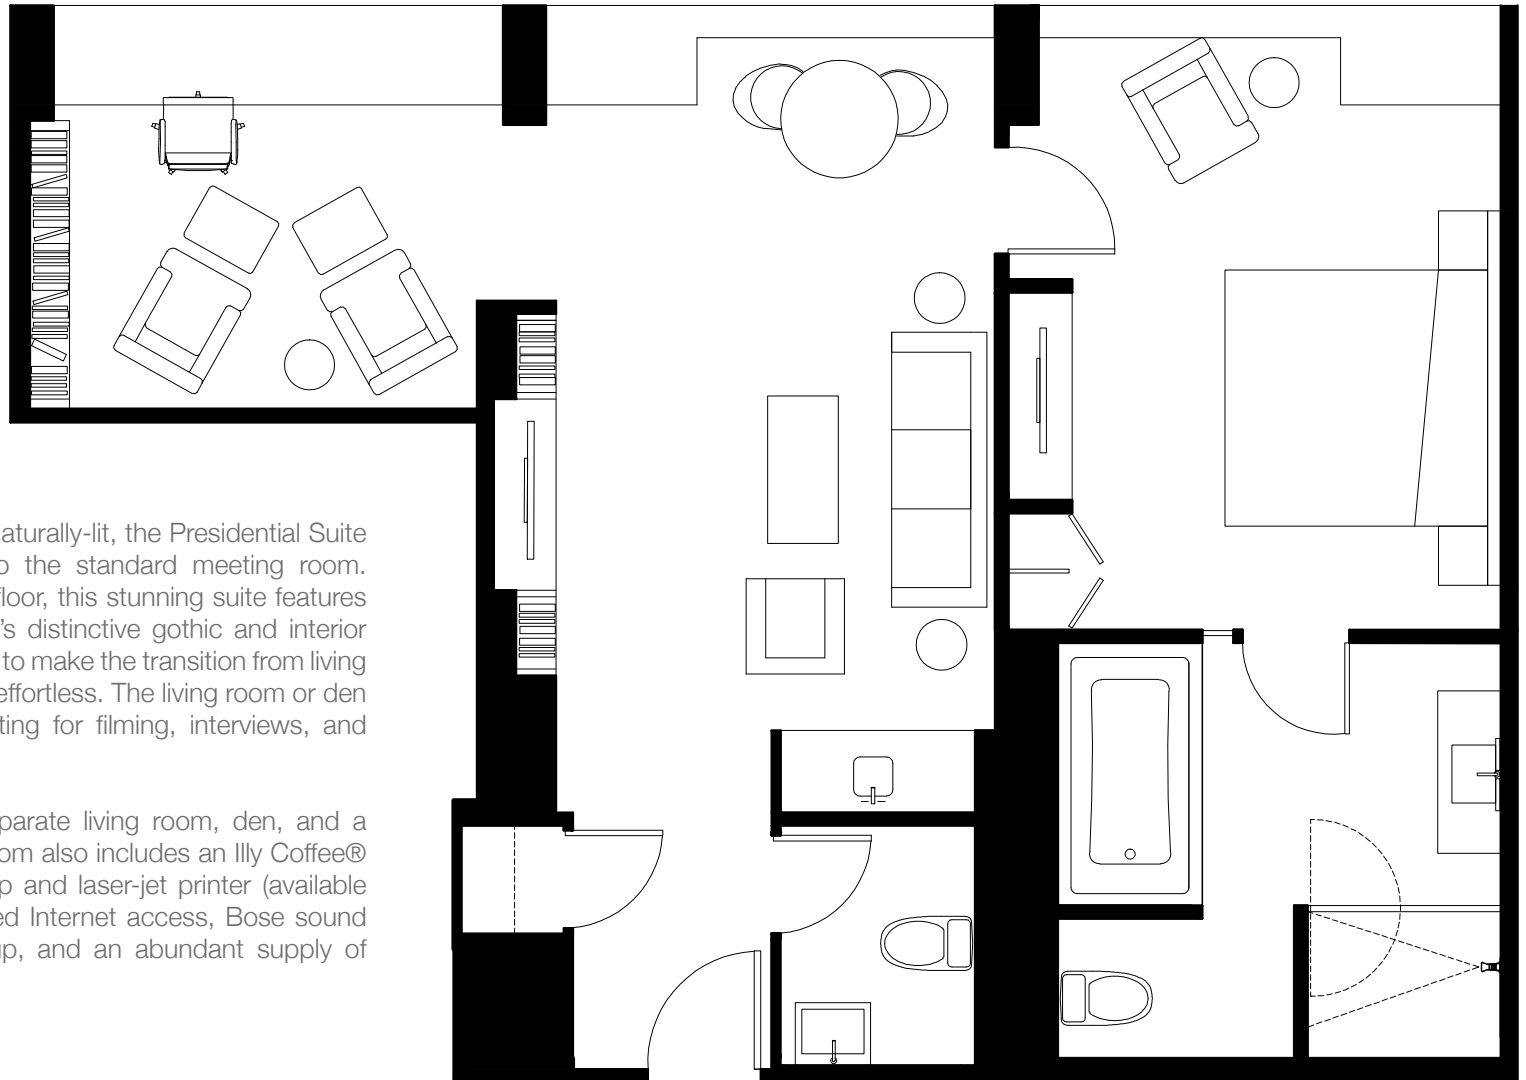 aturally-lit, the Presidential Suite
o the standard meeting room.
floor, this stunning suite features
’s distinctive gothic and interior
to make the transition from living
effortless. The living room or den
ting for filming, interviews, and
parate living room, den, and a
om also includes an Illy Coffee®
p and laser-jet printer (available
ed Internet access, Bose sound
up, and an abundant supply of